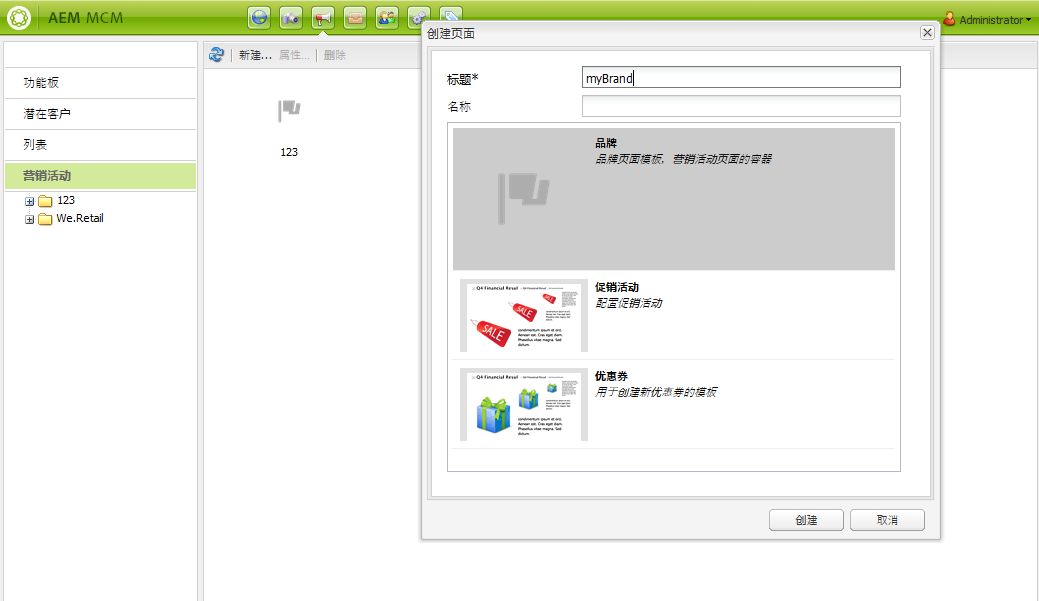 AEM MCM
Administrator
功能板
潜在客户
列表
营销活动
123
We.Retail
新建... 属性... 删除
123
创建页面
标题* myBrand
名称
品牌
品牌页面模板，营销活动页面的容器
Q4 Financial Retail
SALE
SALE
SALE
condimentum ipsum et orci.
Aenean est. Cras eget diam.
Phasellus vitae magna. Sed
dictum.
促销活动
配置促销活动
Q4 Financial Retail
condimentum ipsum et orci.
Aenean est. Cras eget diam.
Phasellus vitae magna. Sed
dictum.
优惠券
用于创建新优惠券的模板
创建 取消